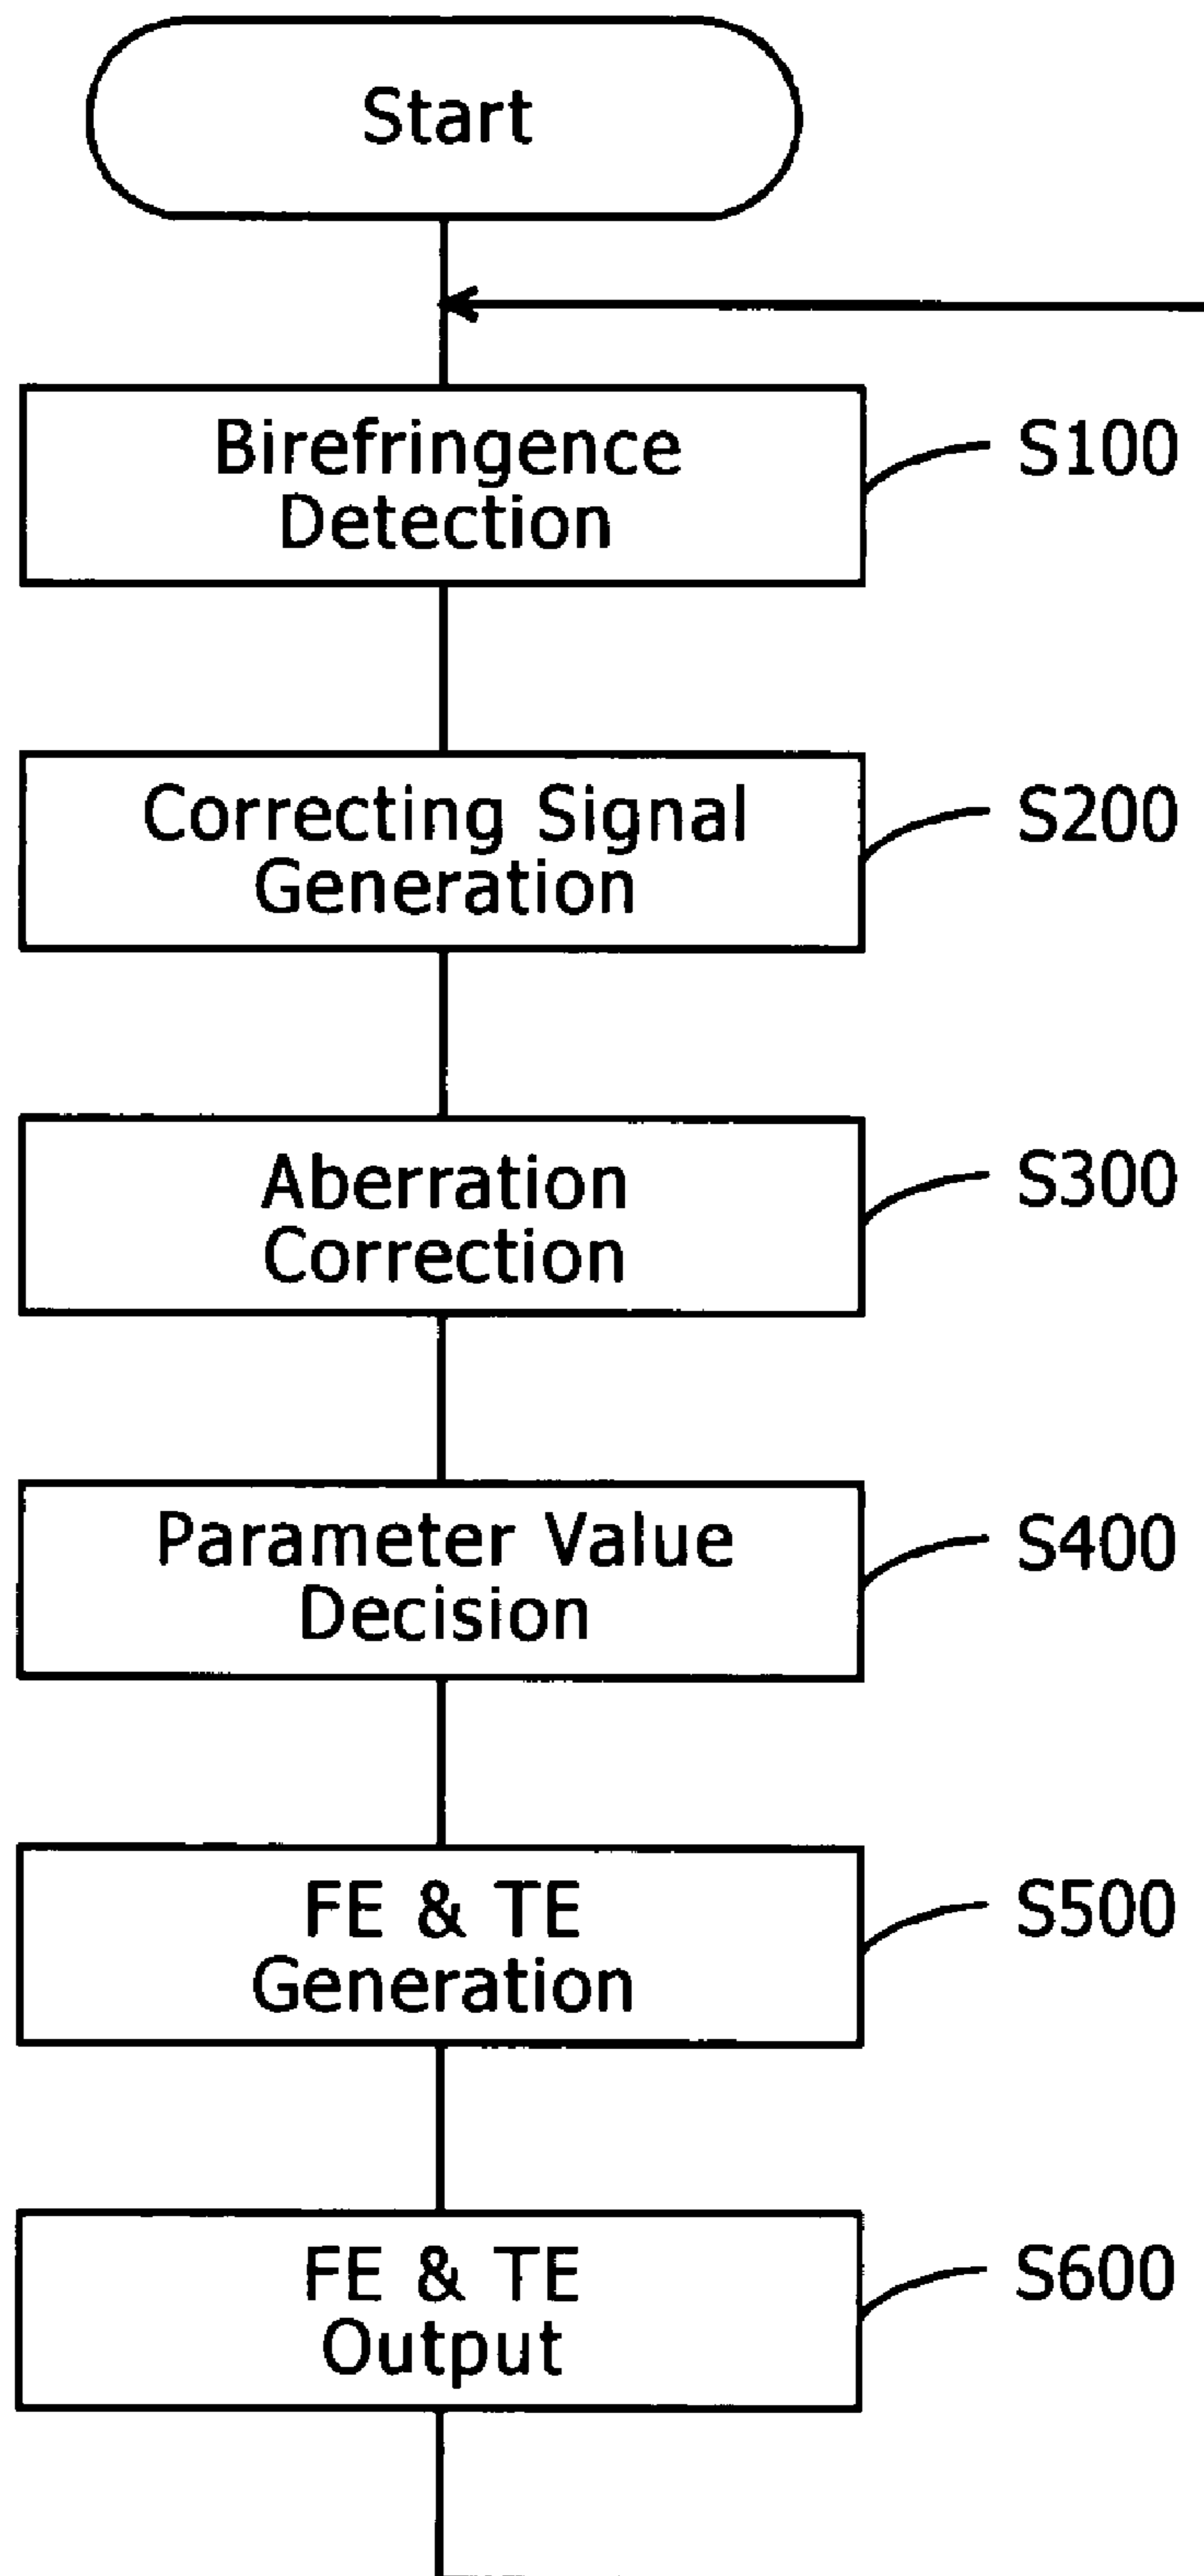 Start
Birefringence
Detection
S100
Correcting Signal
Generation
S200
Aberration
Correction
S300
Parameter Value
Decision
S400
FE & TE
Generation
S500
FE & TE
Output
S600